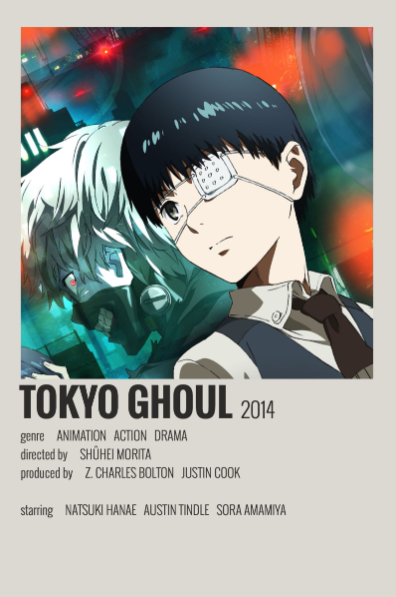 TOKYO GHOUL 2014
genre ANIMATION ACTION DRAMA
directed by SHŪHEI MORITA
produced by Z. CHARLES BOLTON JUSTIN COOK
starring NATSUKI HANAE AUSTIN TINDLE SORA AMAMIYA